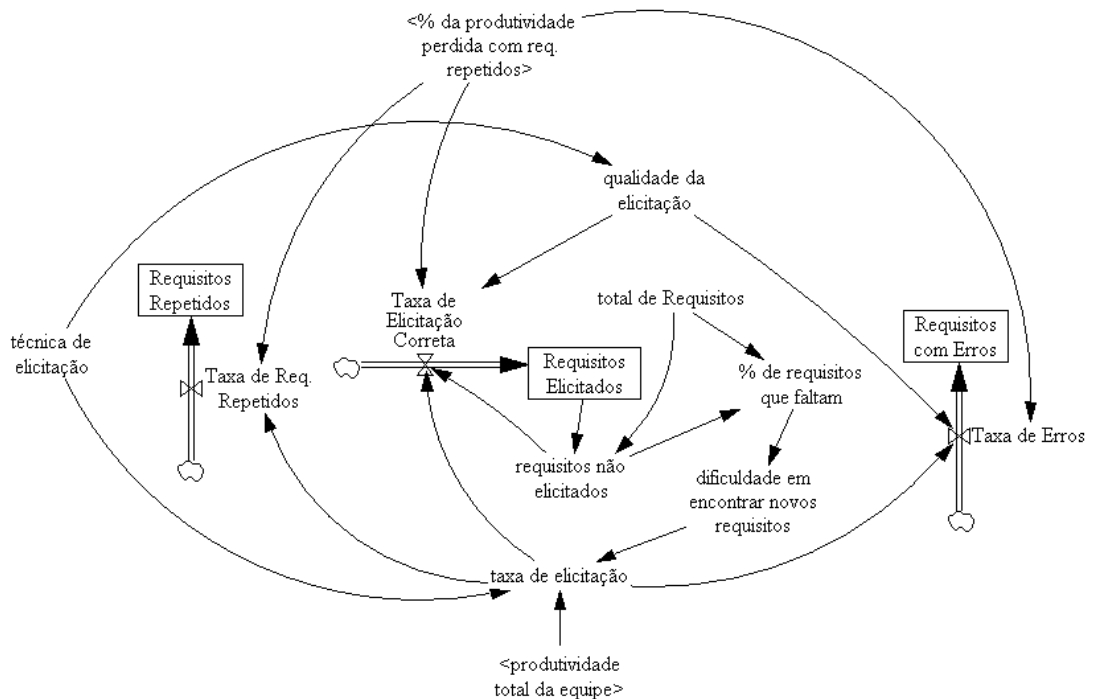 <% da produtividade
perdida com req.
repetidos>
qualidade da
elicitação
Requisitos
Repetidos
Taxa de
Elicitação
Correta
total de Requisitos
Requisitos
com Erros
técnica de
elicitação
Taxa de Req.
Repetidos
Requisitos
Elicitados
% de requisitos
que faltam
Taxa de Erros
requisitos não
elicitados
dificuldade em
encontrar novos
requisitos
taxa de elicitação
<produtividade
total da equipe>